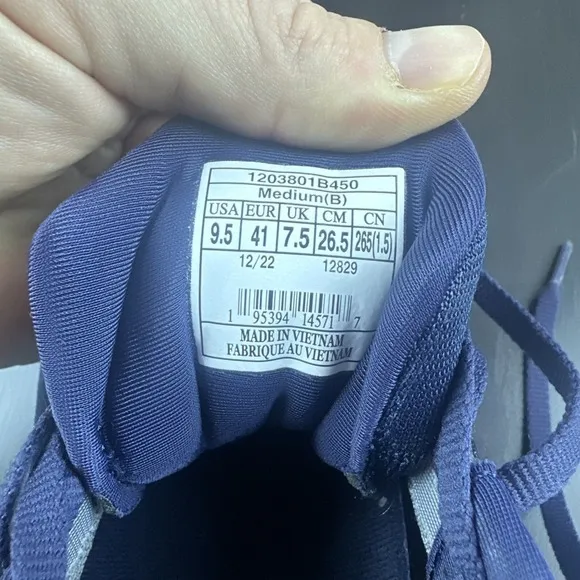 1203801B450
Medium(B)
USA EUR UK CM CN
9.5 41 7.5 26.5 265(1.5)
12/22 12829
1 95394 14571 7
MADE IN VIETNAM
FABRIQUE AU VIETNAM